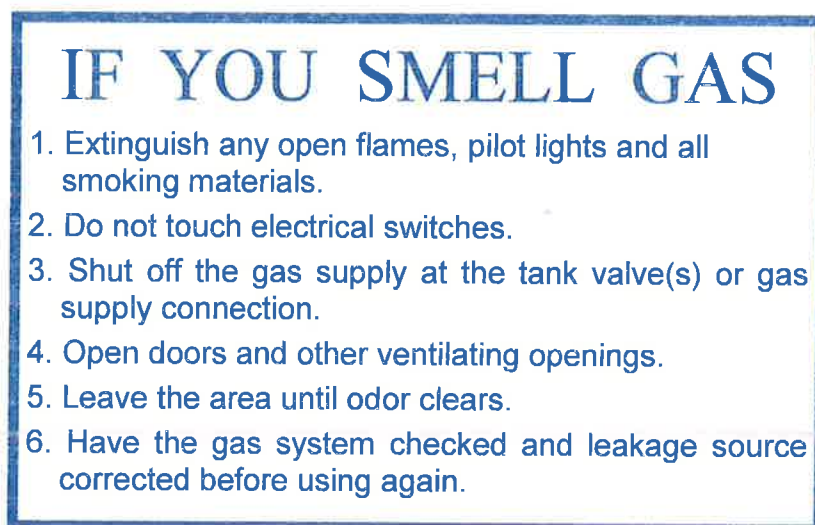 IF YOU SMELL GAS
1. Extinguish any open flames, pilot lights and all
smoking materials.
2. Do not touch electrical switches.
3. Shut off the gas supply at the tank valve(s) or gas
supply connection.
4. Open doors and other ventilating openings.
5. Leave the area until odor clears.
6. Have the gas system checked and leakage source
corrected before using again.